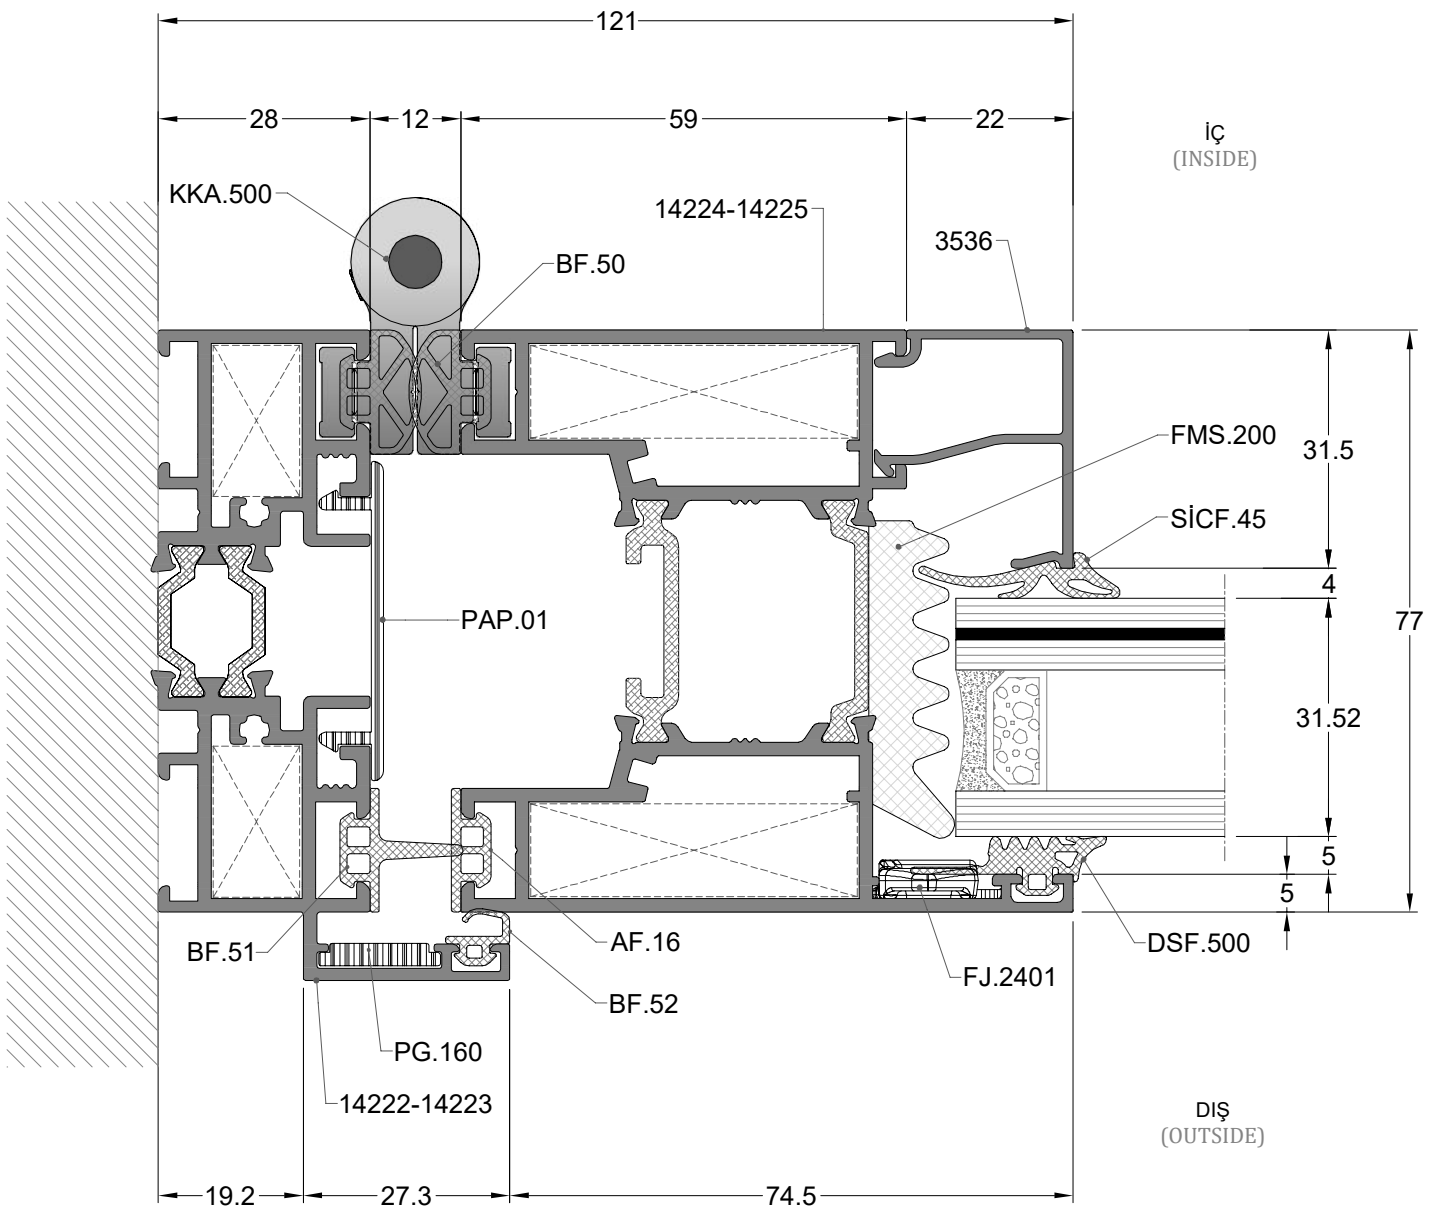 121
28
12
59
22
İÇ
(INSIDE)
KKA.500
14224-14225
3536
BF.50
FMS.200
31.5
SİCF.45
4
77
PAP.01
31.52
5
5
BF.51
AF.16
DSF.500
FJ.2401
BF.52
PG.160
14222-14223
DIŞ
(OUTSIDE)
19.2
27.3
74.5